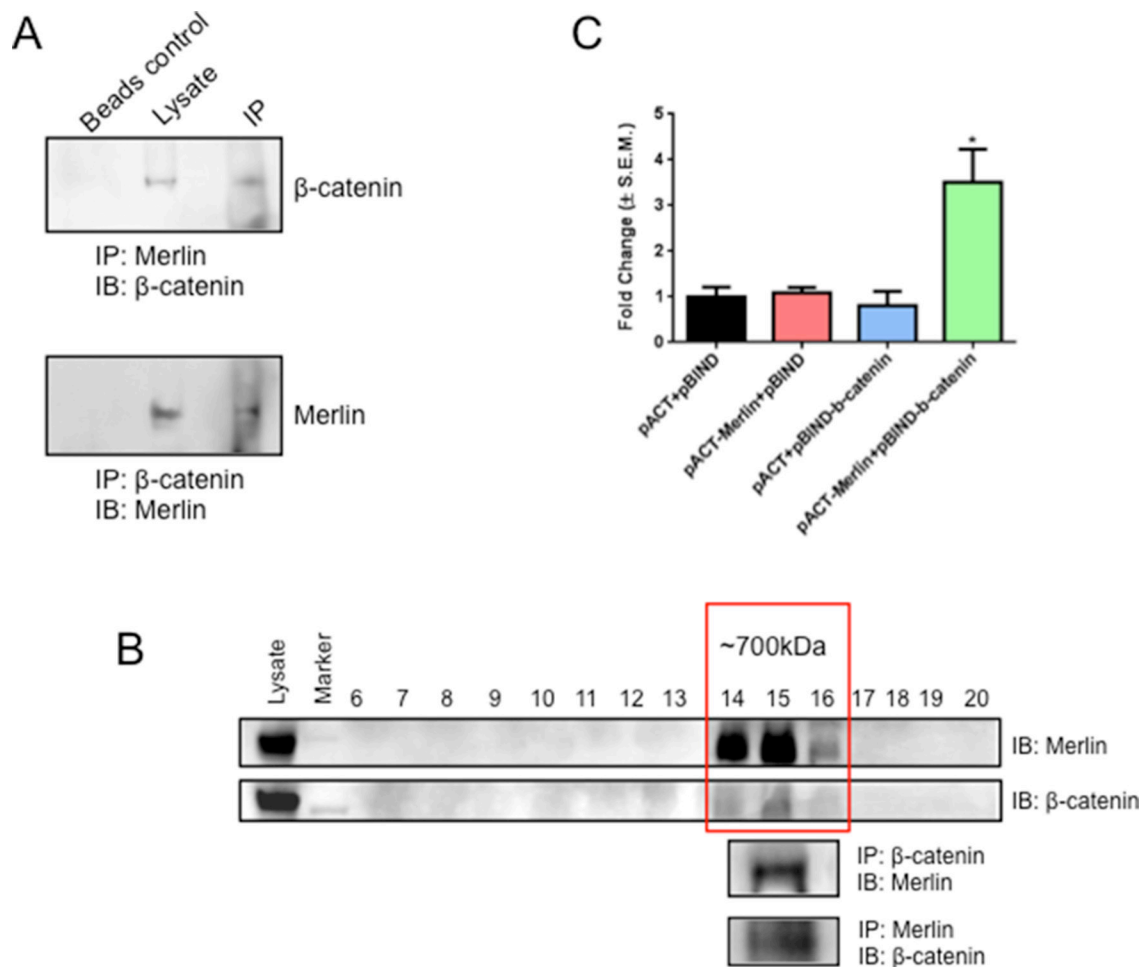 A
Beads control
Lysate
IP
β-catenin
IP: Merlin
IB: β-catenin
Merlin
IP: β-catenin
IB: Merlin
C
Fold Change (± S.E.M.)
5
4
3
2
1
0
*
pACT+pBIND
pACT-Merlin+pBIND
pACT+pBIND-b-catenin
pACT-Merlin+pBIND-b-catenin
B
~700kDa
Lysate Marker 6 7 8 9 10 11 12 13 14 15 16 17 18 19 20
IB: Merlin
IB: β-catenin
IP: β-catenin
IB: Merlin
IP: Merlin
IB: β-catenin